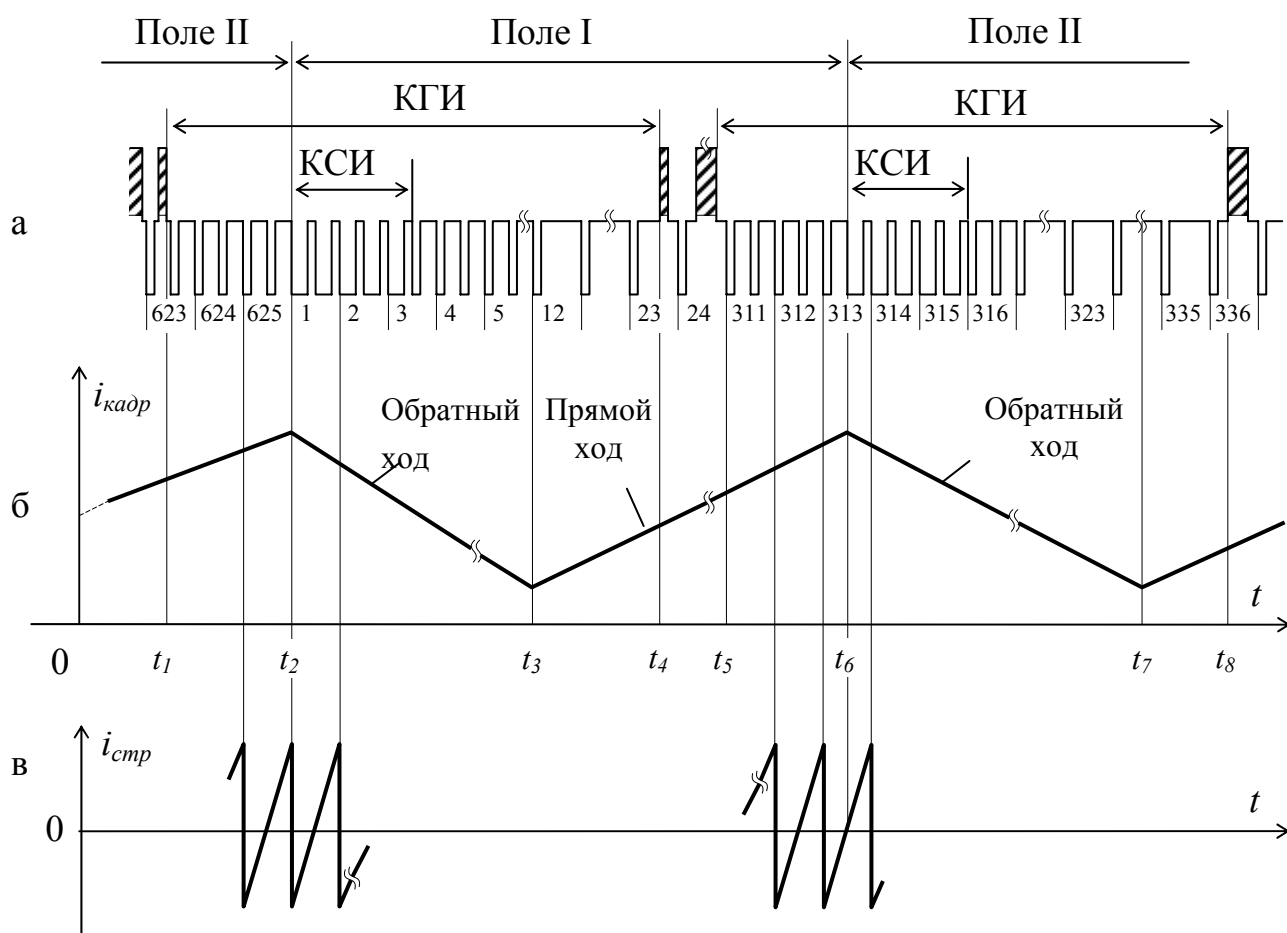 Поле II Поле I Поле II
КГИ КГИ
КСИ КСИ
а
623 624 625 1 2 3 4 5 12 23 24 311 312 313 314 315 316 323 335 336
iкадр
Обратный ход
Прямой ход
Обратный ход
б
t
0 t1 t2 t3 t4 t5 t6 t7 t8
iстр
в
t
0